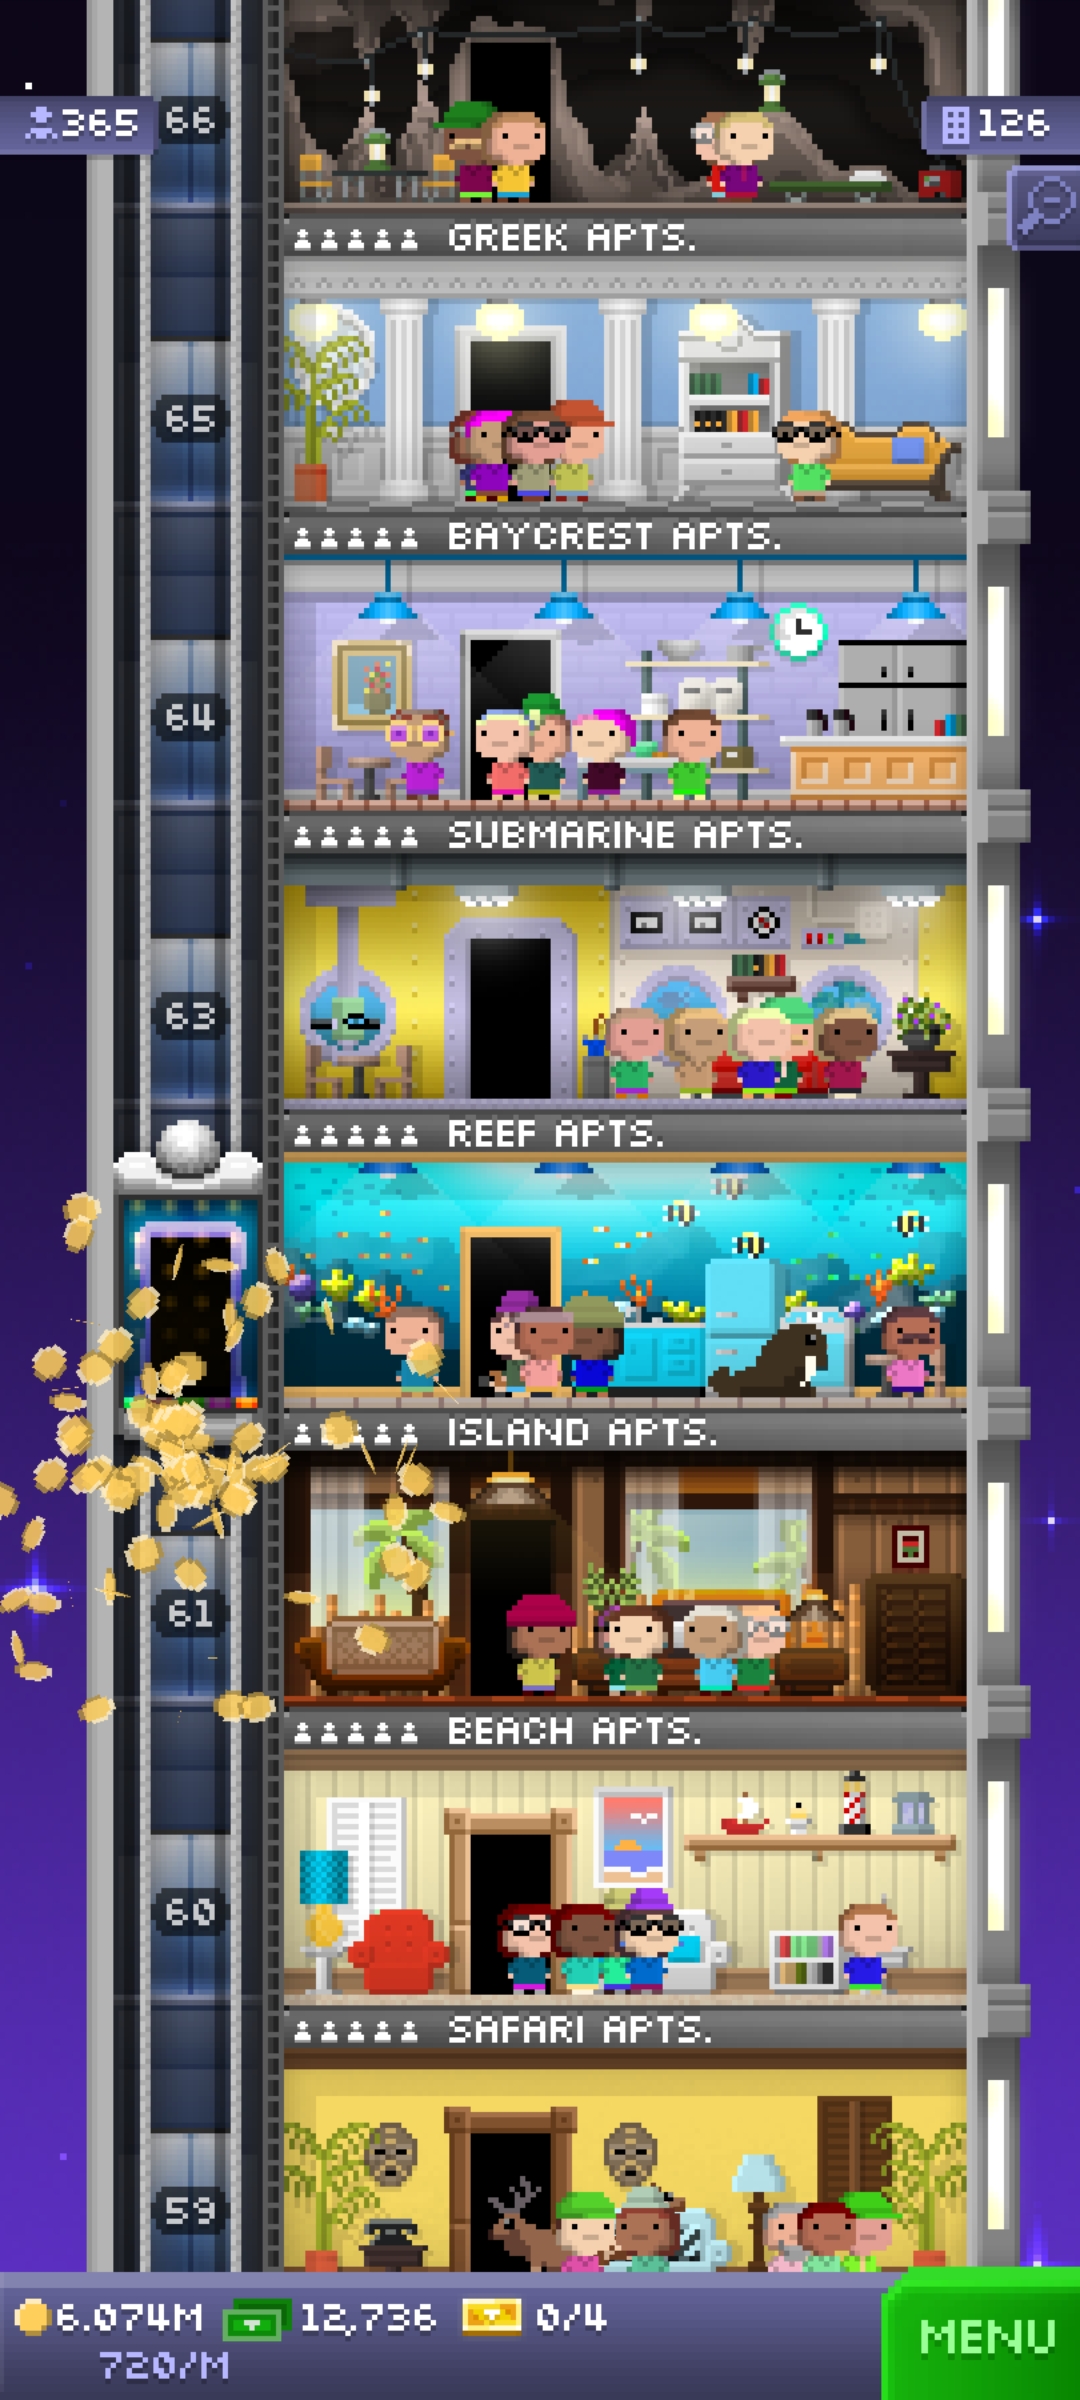 365
66
126
GREEK APTS.
65
BAYCREST APTS.
64
SUBMARINE APTS.
63
REEF APTS.
ISLAND APTS.
61
BEACH APTS.
60
SAFARI APTS.
59
6.074M 12,736 0/4
720/M
MENU